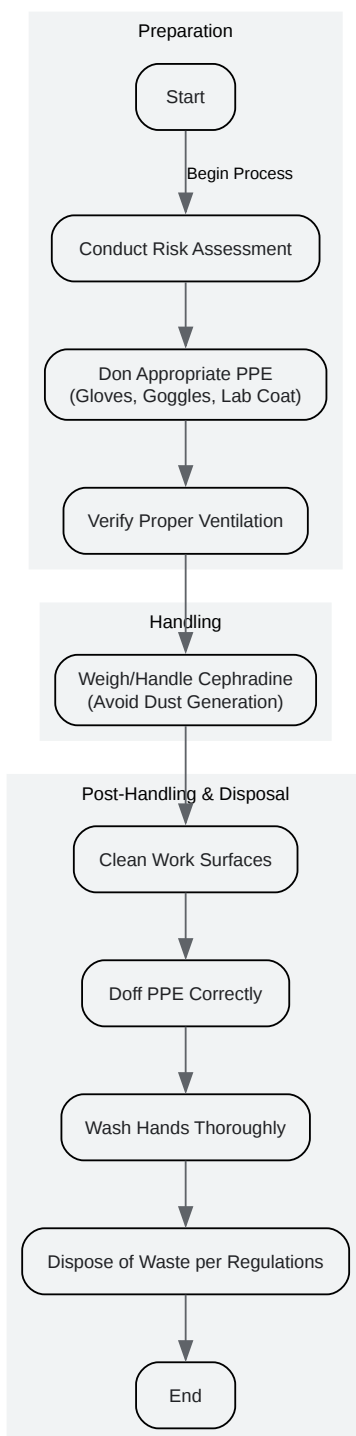 Preparation
Start
Begin Process
Conduct Risk Assessment
Don Appropriate PPE
(Gloves, Goggles, Lab Coat)
Verify Proper Ventilation
Handling
Weigh/Handle Cephradine
(Avoid Dust Generation)
Post-Handling & Disposal
Clean Work Surfaces
Doff PPE Correctly
Wash Hands Thoroughly
Dispose of Waste per Regulations
End